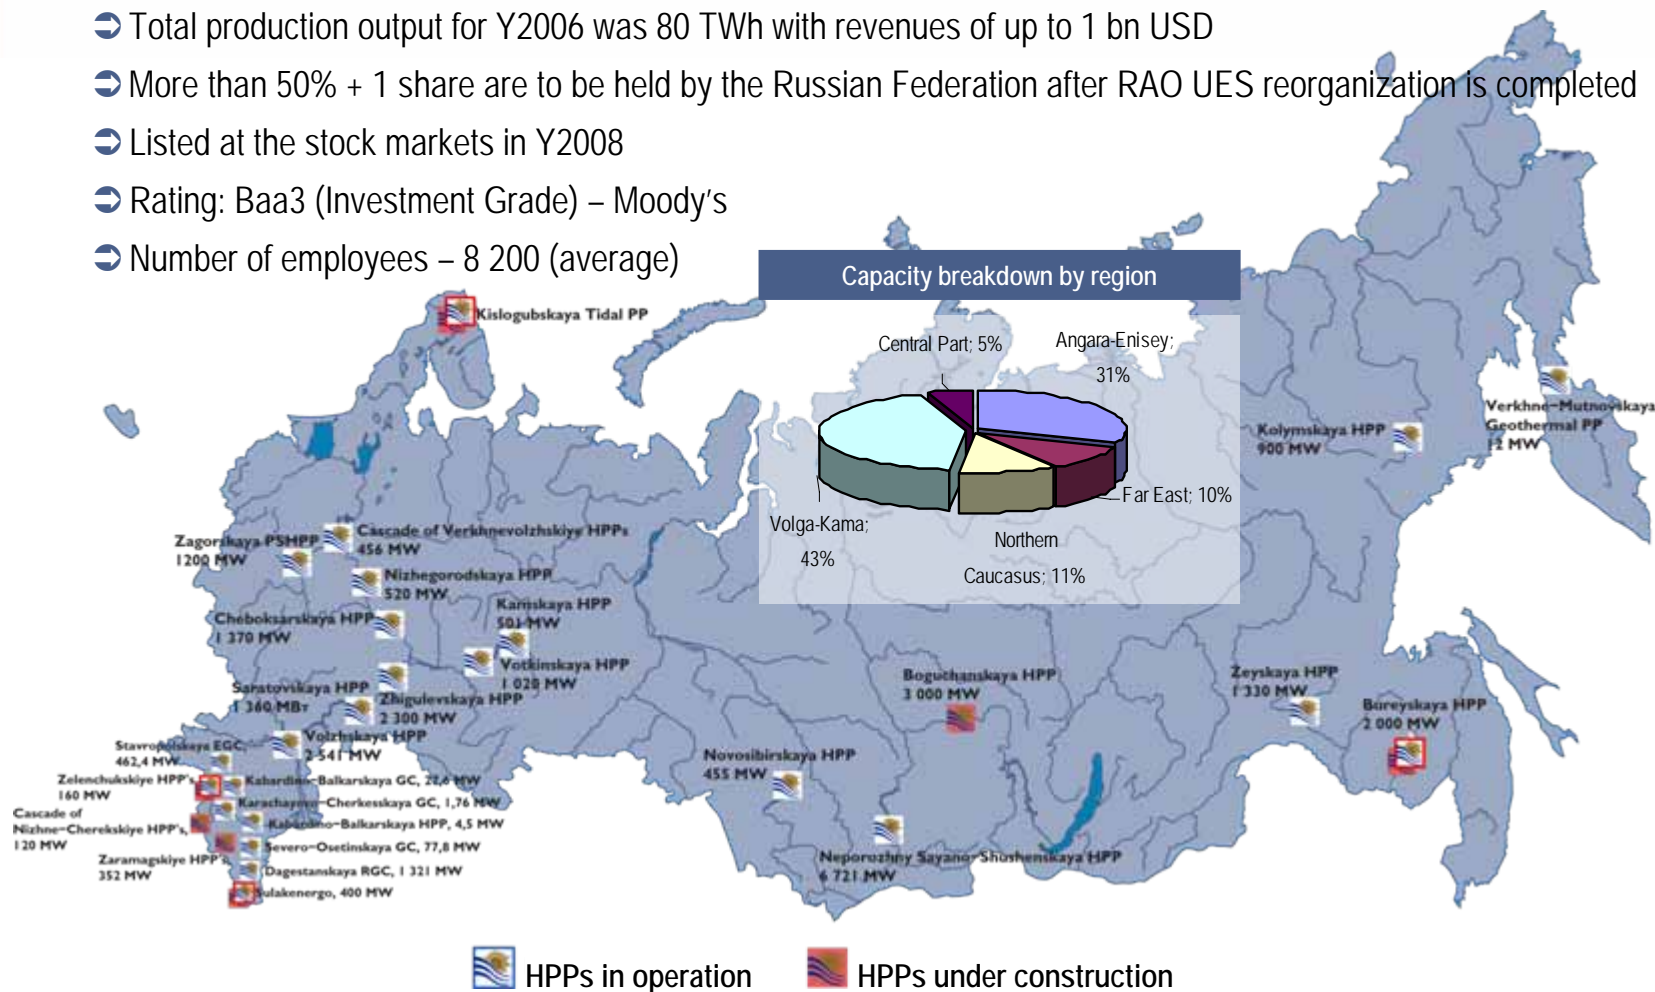 Total production output for Y2006 was 80 TWh with revenues of up to 1 bn USD
More than 50% + 1 share are to be held by the Russian Federation after RAO UES reorganization is completed
Listed at the stock markets in Y2008
Rating: Baa3 (Investment Grade) – Moody's
Number of employees – 8 200 (average)
Capacity breakdown by region
Central Part; 5%
Angara-Enisey;
31%
Far East; 10%
Northern
Caucasus; 11%
Volga-Kama;
43%
Kislogubskaya Tidal PP
Verkhne-Mutnovskaya
Geothermal PP
12 MW
Kolymskaya HPP
900 MW
Cascade of Verkhnevolzhskiye HPPs
456 MW
Zagorskaya PSHPP
1200 MW
Nizhegorodskaya HPP
520 MW
Kamskaya HPP
501 MW
Cheboksarskaya HPP
1 370 MW
Votkinskaya HPP
1 020 MW
Saratovskaya HPP
1 360 МВт
Zhigulevskaya HPP
2 300 MW
Volzhskaya HPP
2 541 MW
Boguchanskaya HPP
3 000 MW
Zeyskaya HPP
1 330 MW
Bureyskaya HPP
2 000 MW
Novosibirskaya HPP
455 MW
Neporozhny Sayano-Shushenskaya HPP
6 721 MW
Stavropolskaya EGC,
462,4 MW
Zelenchukskiye HPP's,
160 MW
Kabardino-Balkarskaya GC, 22,6 MW
Karachayevo-Cherkesskaya GC, 1,76 MW
Cascade of
Nizhne-Cherekskiye HPP's,
120 MW
Kabardino-Balkarskaya HPP, 4,5 MW
Severo-Osetinskaya GC, 77,8 MW
Zaramagskiye HPP's
352 MW
Dagestanskaya RGC, 1 321 MW
Sulakenergo, 400 MW
HPPs in operation
HPPs under construction